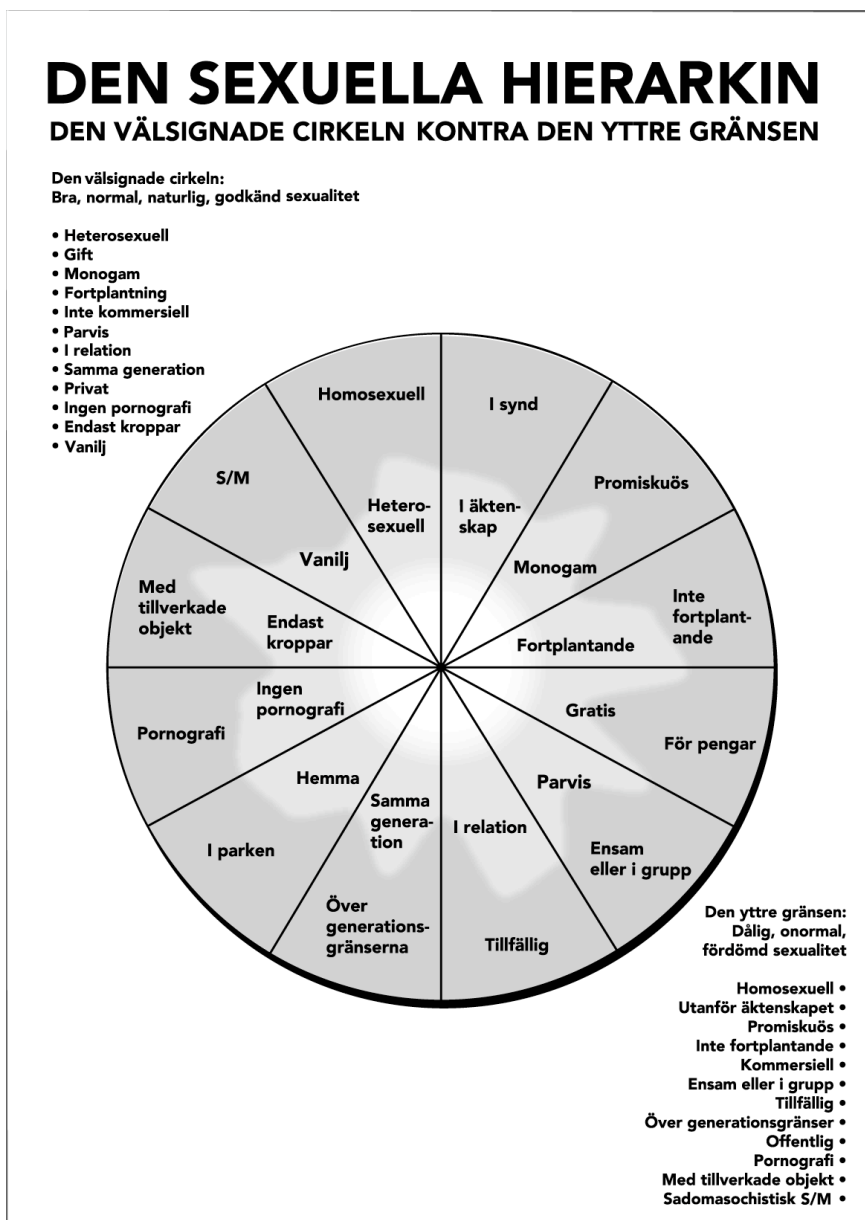 DEN SEXUELLA HIERARKIN
DEN VÄLSIGNADE CIRKELN KONTRA DEN YTTRE GRÄNSEN
Den välsignade cirkeln:
Bra, normal, naturlig, godkänd sexualitet
• Heterosexuell
• Gift
• Monogam
• Fortplantning
• Inte kommersiell
• Parvis
• I relation
• Samma generation
• Privat
• Ingen pornografi
• Endast kroppar
• Vanilj
Homosexuell
I synd
S/M
Promiskuös
Hetero-
sexuell
I äkten-
skap
Vanilj
Monogam
Med
tillverkade
objekt
Endast
kroppar
Inte
fortplant-
ande
Fortplantande
Ingen
pornografi
Pornografi
Gratis
För pengar
Hemma
Parvis
Samma
genera-
tion
I relation
I parken
Ensam
eller i grupp
Över
generations-
gränserna
Tillfällig
Den yttre gränsen:
Dålig, onormal,
fördömd sexualitet
Homosexuell •
Utanför äktenskapet •
Promiskuös •
Inte fortplantande •
Kommersiell •
Ensam eller i grupp •
Tillfällig •
Över generationsgränser •
Offentlig •
Pornografi •
Med tillverkade objekt •
Sadomasochistisk S/M •